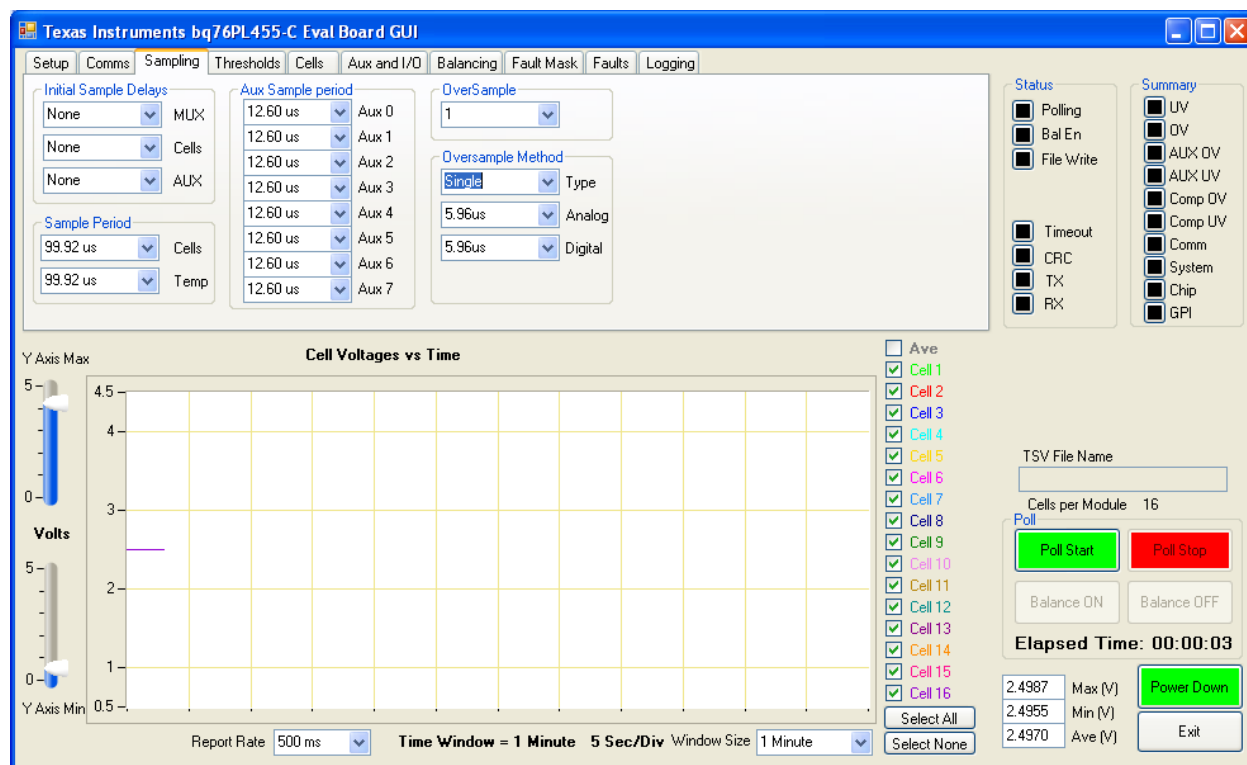 Texas Instruments bq76PL455-C Eval Board GUI
Setup Comms Sampling Thresholds Cells Aux and I/O Balancing Fault Mask Faults Logging
Initial Sample Delays
None MUX
None Cells
None AUX
Sample Period
99.92 us Cells
99.92 us Temp
Aux Sample period
12.60 us Aux 0
12.60 us Aux 1
12.60 us Aux 2
12.60 us Aux 3
12.60 us Aux 4
12.60 us Aux 5
12.60 us Aux 6
12.60 us Aux 7
OverSample
1
Oversample Method
Single Type
5.96us Analog
5.96us Digital
Status
Polling
Bal En
File Write
Timeout
CRC
TX
RX
Summary
UV
OV
AUX OV
AUX UV
Comp OV
Comp UV
Comm
System
Chip
GPI
Y Axis Max
5
0
Volts
5
0
Y Axis Min
Cell Voltages vs Time
4.5
4
3
2
1
0.5
Report Rate 500 ms Time Window = 1 Minute 5 Sec/Div Window Size 1 Minute
Ave
Cell 1
Cell 2
Cell 3
Cell 4
Cell 5
Cell 6
Cell 7
Cell 8
Cell 9
Cell 10
Cell 11
Cell 12
Cell 13
Cell 14
Cell 15
Cell 16
Select All
Select None
TSV File Name
Cells per Module 16
Poll
Poll Start Poll Stop
Balance ON Balance OFF
Elapsed Time: 00:00:03
2.4987 Max (V)
2.4955 Min (V)
2.4970 Ave (V)
Power Down
Exit